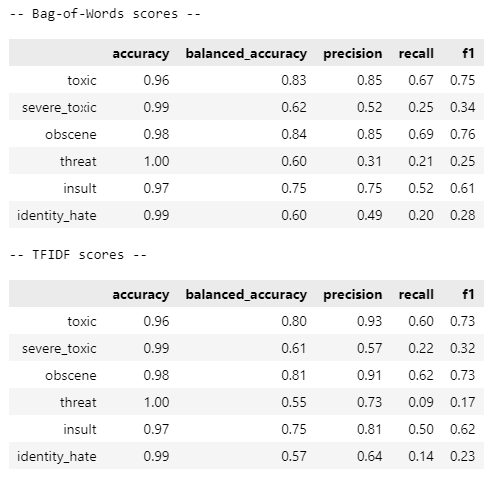 -- Bag-of-Words scores --
accuracy balanced_accuracy precision recall f1
toxic 0.96 0.83 0.85 0.67 0.75
severe_toxic 0.99 0.62 0.52 0.25 0.34
obscene 0.98 0.84 0.85 0.69 0.76
threat 1.00 0.60 0.31 0.21 0.25
insult 0.97 0.75 0.75 0.52 0.61
identity_hate 0.99 0.60 0.49 0.20 0.28
-- TFIDF scores --
accuracy balanced_accuracy precision recall f1
toxic 0.96 0.80 0.93 0.60 0.73
severe_toxic 0.99 0.61 0.57 0.22 0.32
obscene 0.98 0.81 0.91 0.62 0.73
threat 1.00 0.55 0.73 0.09 0.17
insult 0.97 0.75 0.81 0.50 0.62
identity_hate 0.99 0.57 0.64 0.14 0.23